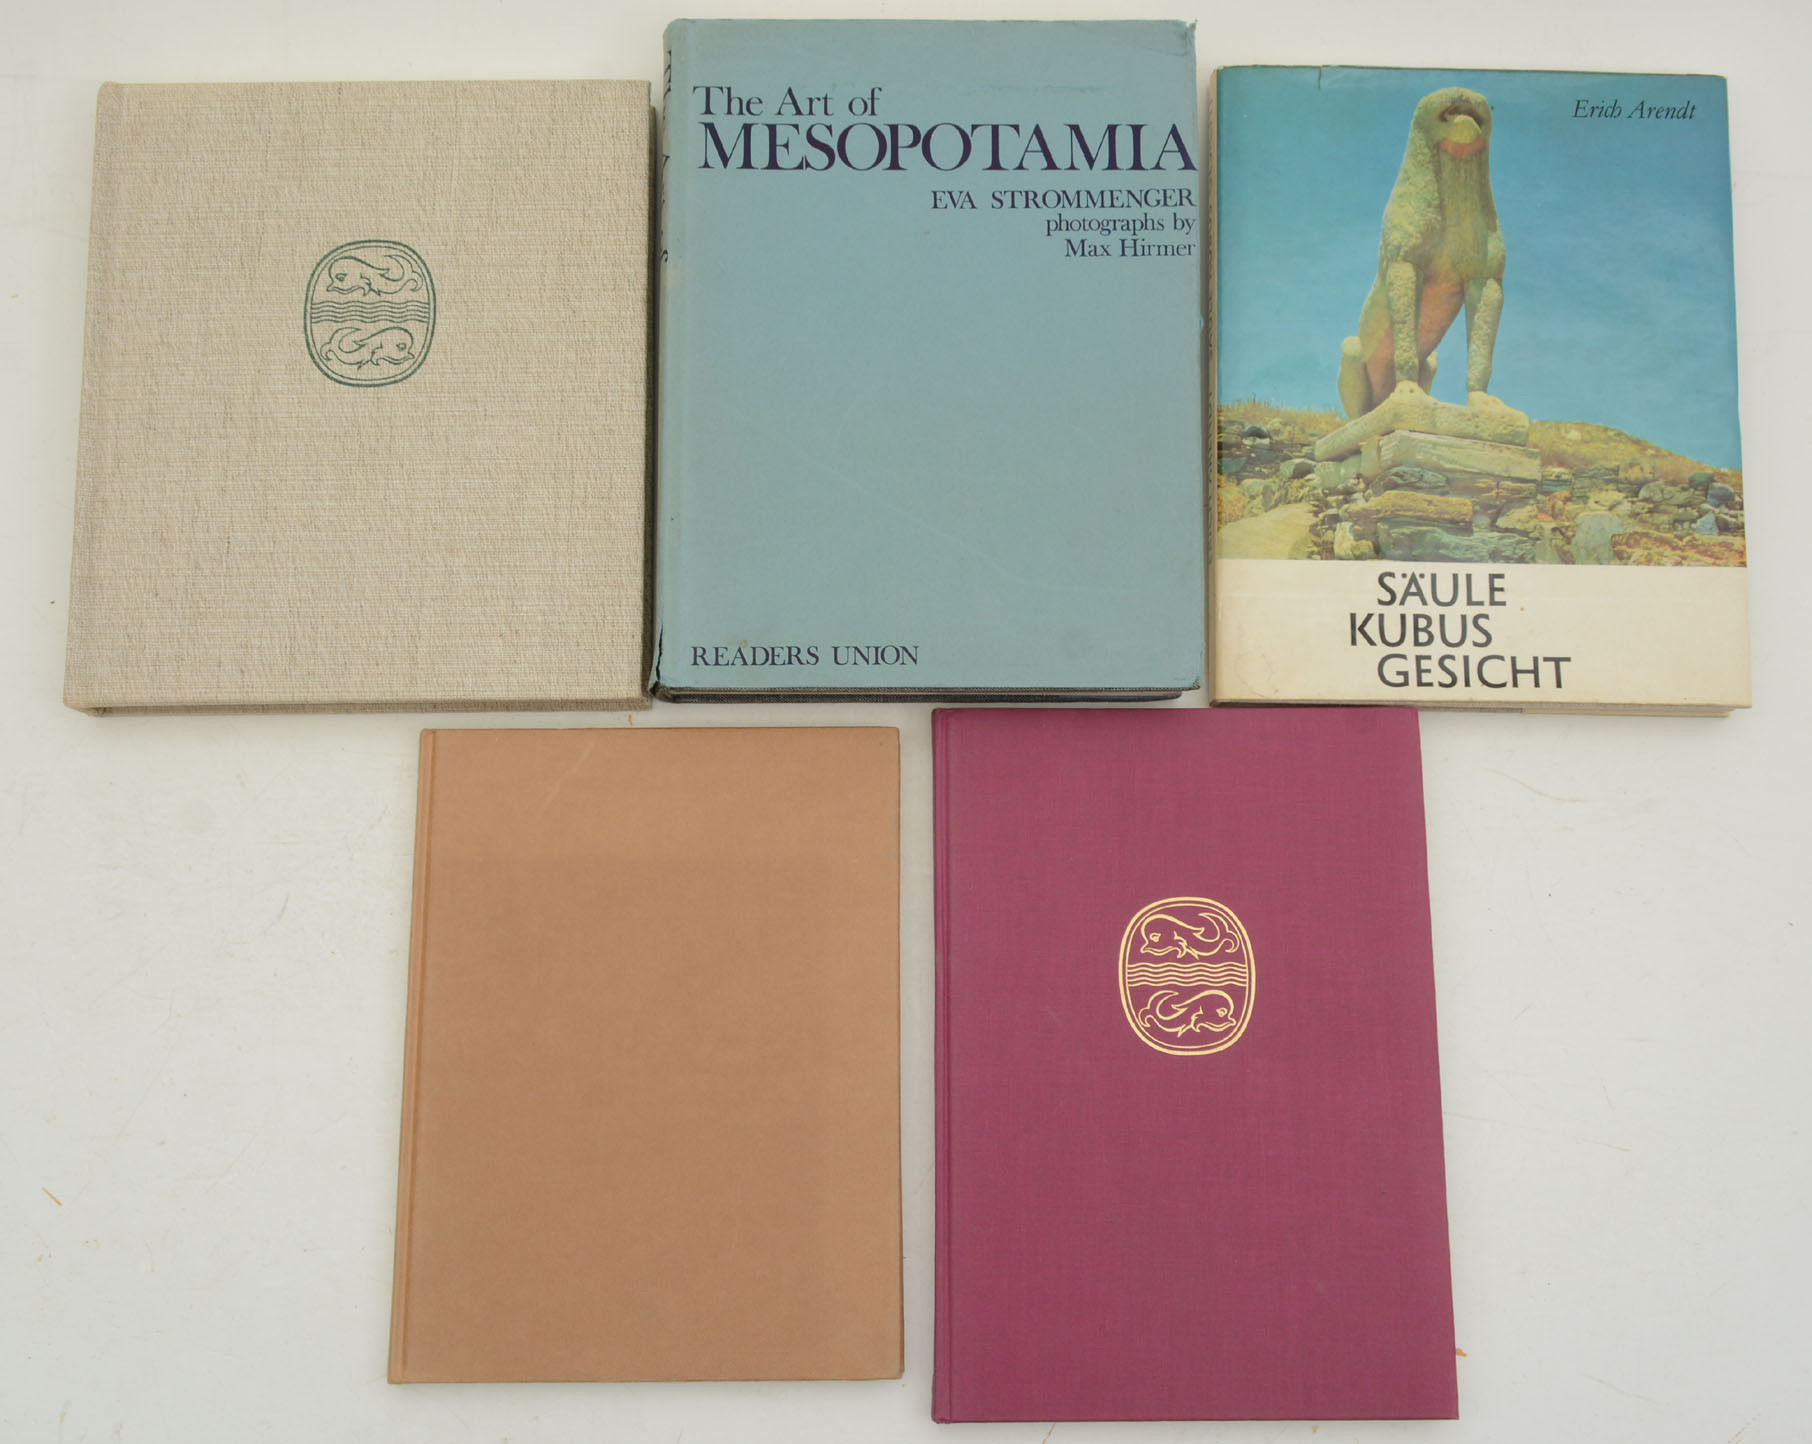 The Art of
MESOPOTAMIA
EVA STROMMENGER
photographs by
Max Hirmer
READERS UNION
Erich Arendt
SÄULE
KUBUS
GESICHT